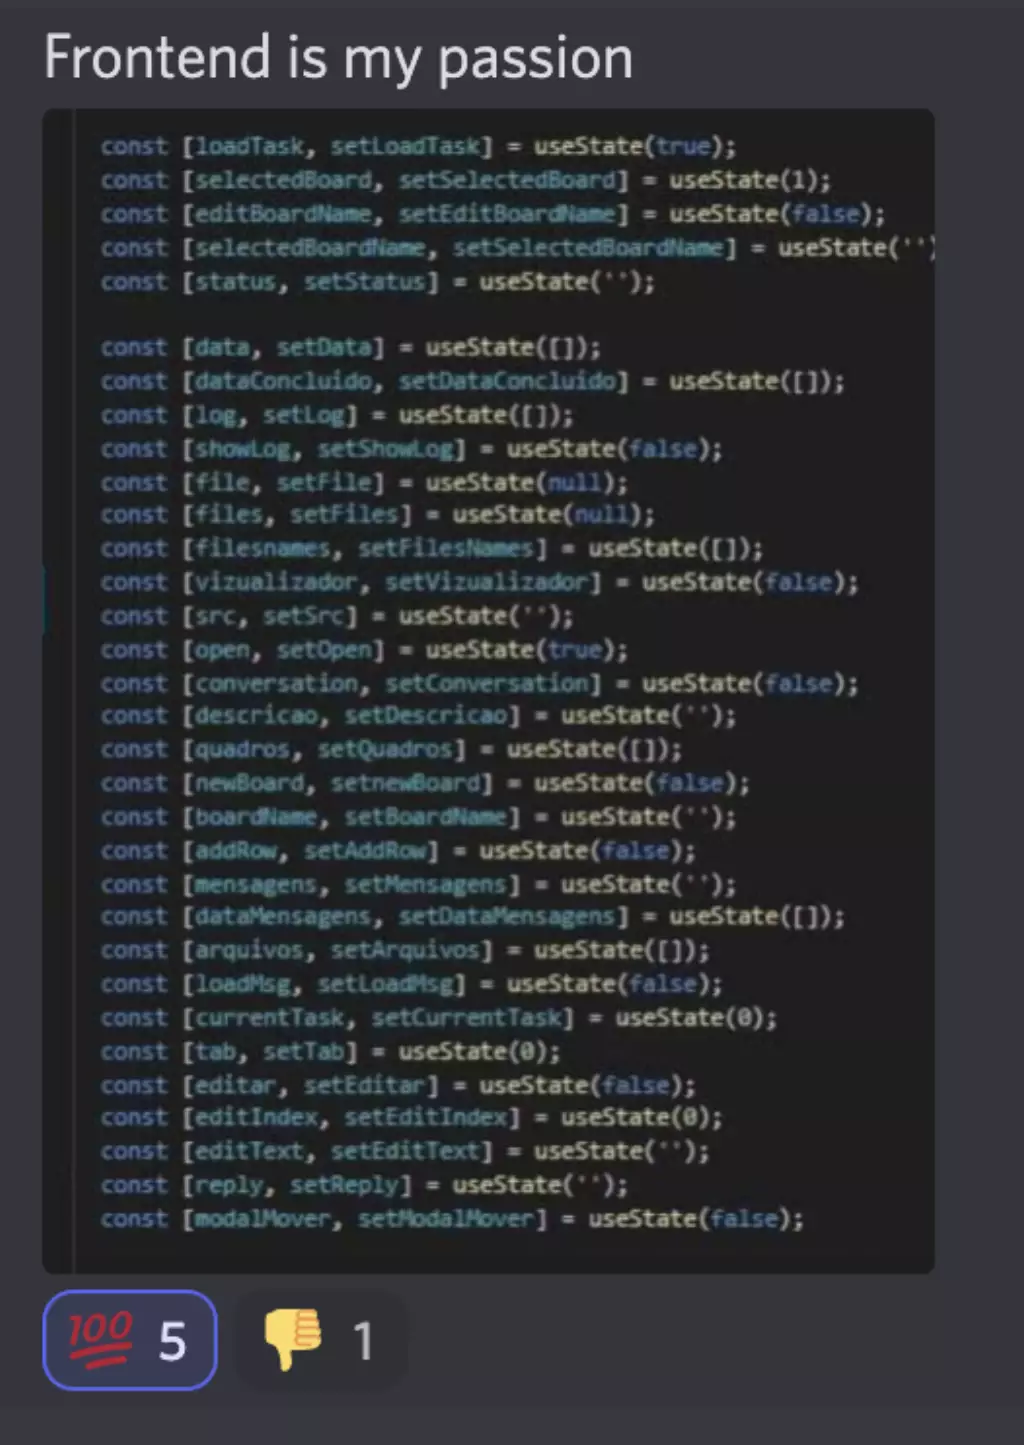 Frontend is my passion
const [loadTask, setLoadTask] = useState(true);
const [selectedBoard, setSelectedBoard] = useState(1);
const [editBoardName, setEditBoardName] = useState(false);
const [selectedBoardName, setSelectedBoardName] = useState('')
const [status, setStatus] = useState('');
const [data, setData] = useState([]);
const [dataConcluido, setDataConcluido] = useState([]);
const [log, setLog] = useState([]);
const [showLog, setShowLog] = useState(false);
const [file, setFile] = useState(null);
const [files, setFiles] = useState(null);
const [filesnames, setFilesNames] = useState([]);
const [vizualizador, setVizualizador] = useState(false);
const [src, setSrc] = useState('');
const [open, setOpen] = useState(true);
const [conversation, setConversation] = useState(false);
const [descricao, setDescricao] = useState('');
const [quadros, setQuadros] = useState([]);
const [newBoard, setnewBoard] = useState(false);
const [boardName, setBoardName] = useState('');
const [addRow, setAddRow] = useState(false);
const [mensagens, setMensagens] = useState('');
const [dataMensagens, setDataMensagens] = useState([]);
const [arquivos, setArquivos] = useState([]);
const [loadMsg, setLoadMsg] = useState(false);
const [currentTask, setCurrentTask] = useState(0);
const [tab, setTab] = useState(0);
const [editar, setEditar] = useState(false);
const [editIndex, setEditIndex] = useState(0);
const [editText, setEditText] = useState('');
const [reply, setReply] = useState('');
const [modalMover, setModalMover] = useState(false);
100 5 1